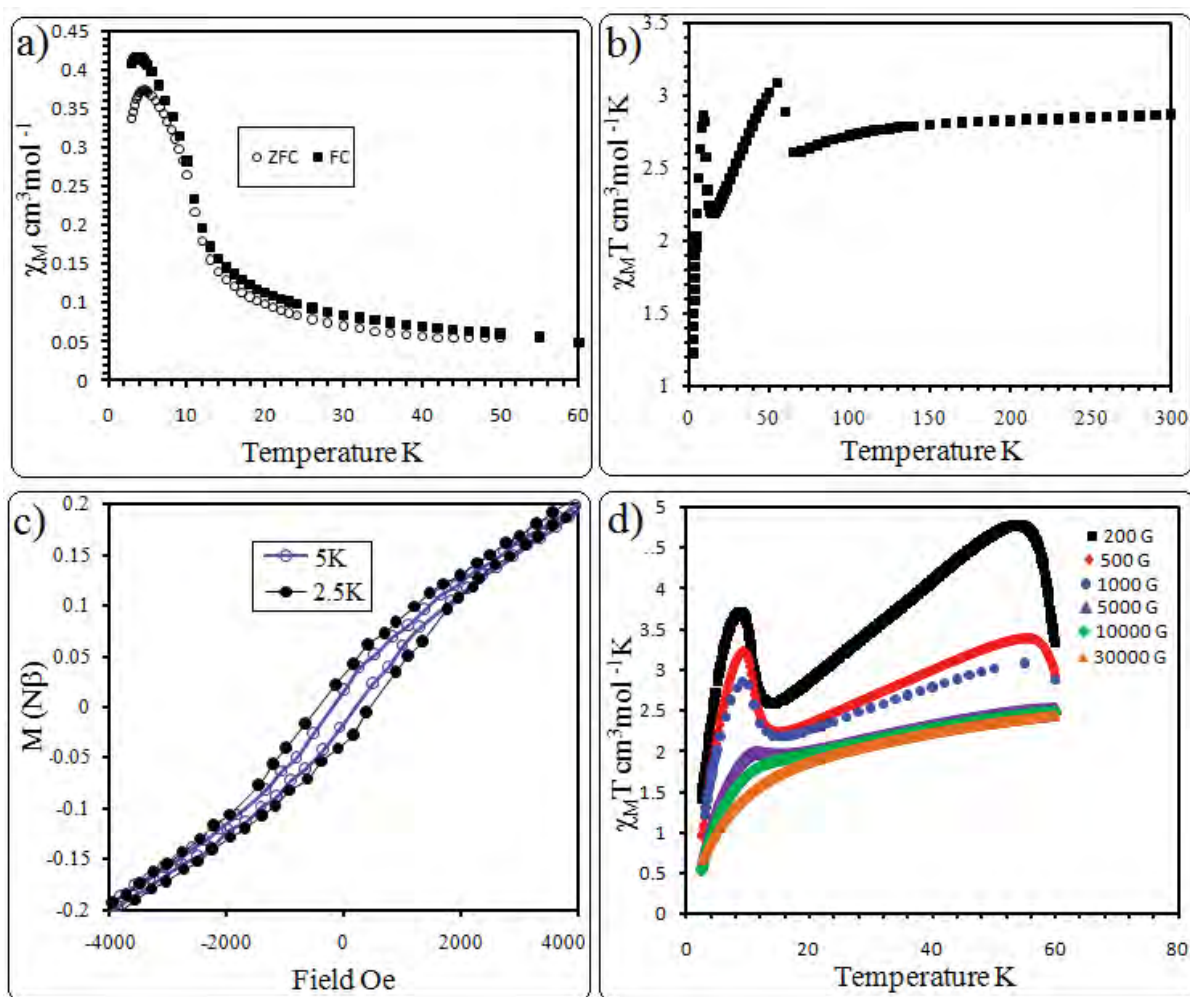 a)
0.45
0.4
0.35
0.3
0.25
0.2
0.15
0.1
0.05
0
χM cm³mol⁻¹
ZFC FC
0 10 20 30 40 50 60
Temperature K
b)
3.5
3
2.5
2
1.5
1
χMT cm³mol⁻¹K
0 50 100 150 200 250 300
Temperature K
c)
0.2
0.15
0.1
0.05
0
-0.05
-0.1
-0.15
-0.2
M (Nβ)
5K
2.5K
-4000 -2000 0 2000 4000
Field Oe
d)
5
.5
4
3.5
3
2.5
2
1.5
1
0.5
0
χMT cm³mol⁻¹K
200 G
500 G
1000 G
5000 G
10000 G
30000 G
0 20 40 60 80
Temperature K